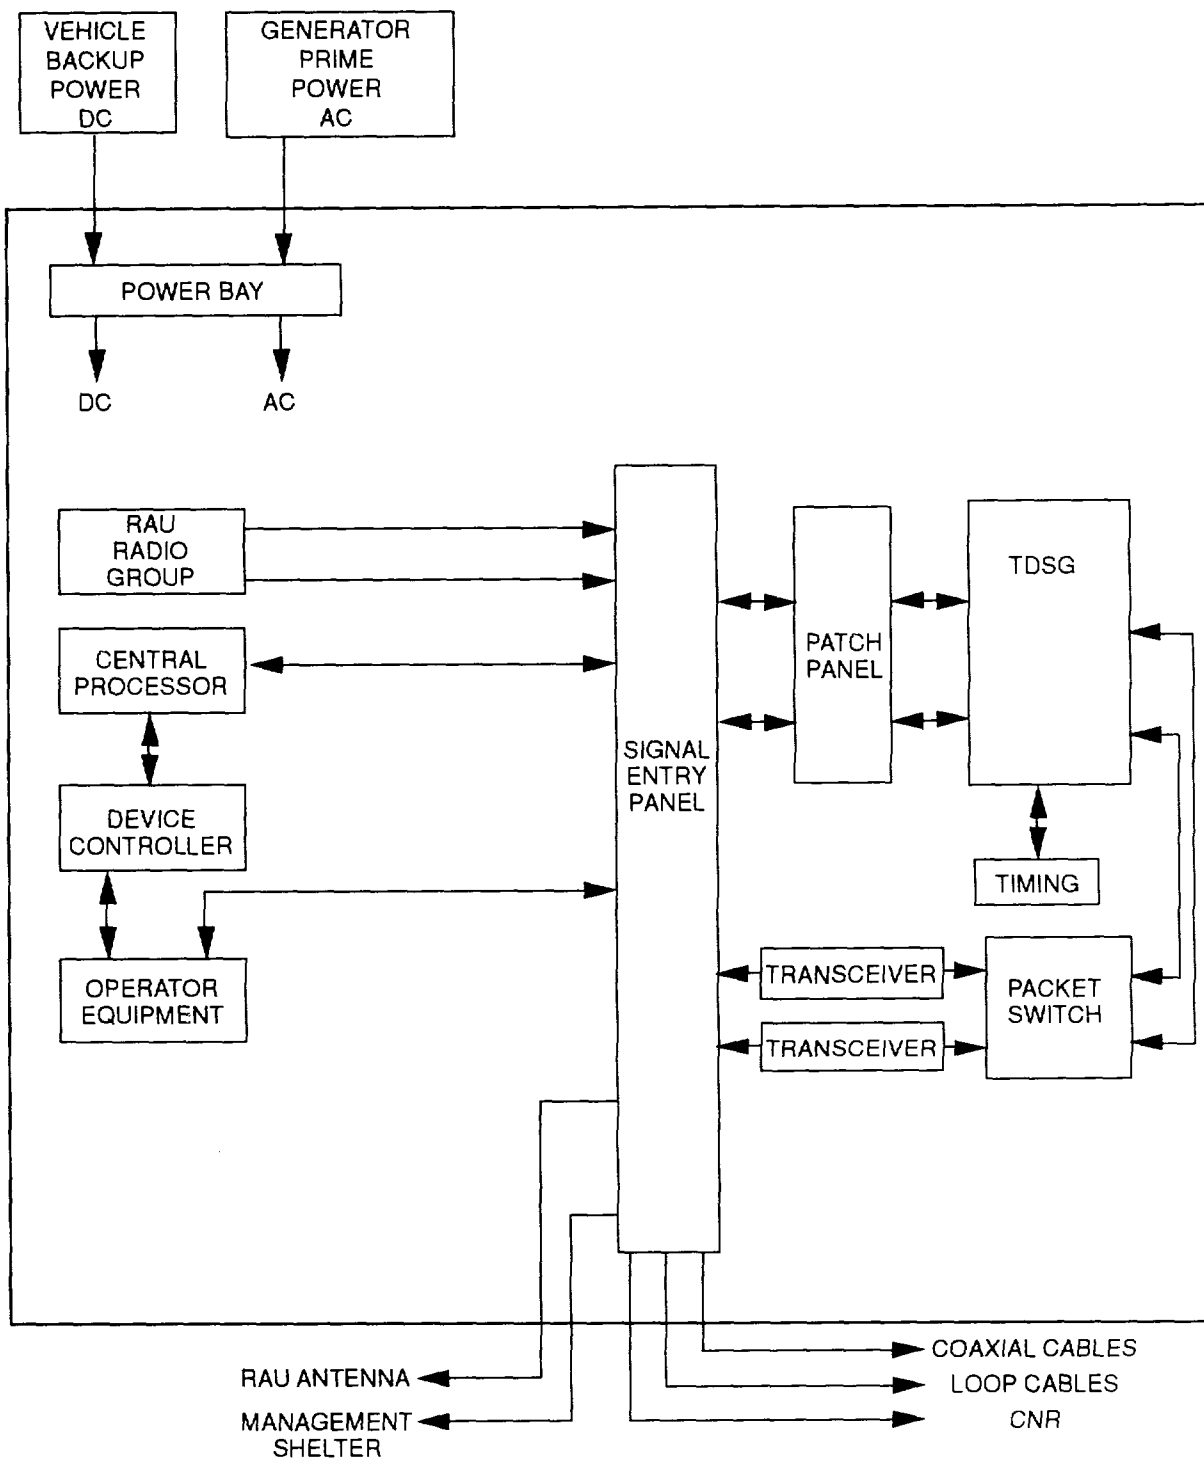 VEHICLE
BACKUP
POWER
DC
GENERATOR
PRIME
POWER
AC
POWER BAY
DC
AC
RAU
RADIO
GROUP
CENTRAL
PROCESSOR
DEVICE
CONTROLLER
OPERATOR
EQUIPMENT
SIGNAL
ENTRY
PANEL
PATCH
PANEL
TDSG
TIMING
TRANSCEIVER
TRANSCEIVER
PACKET
SWITCH
RAU ANTENNA
MANAGEMENT
SHELTER
COAXIAL CABLES
LOOP CABLES
CNR